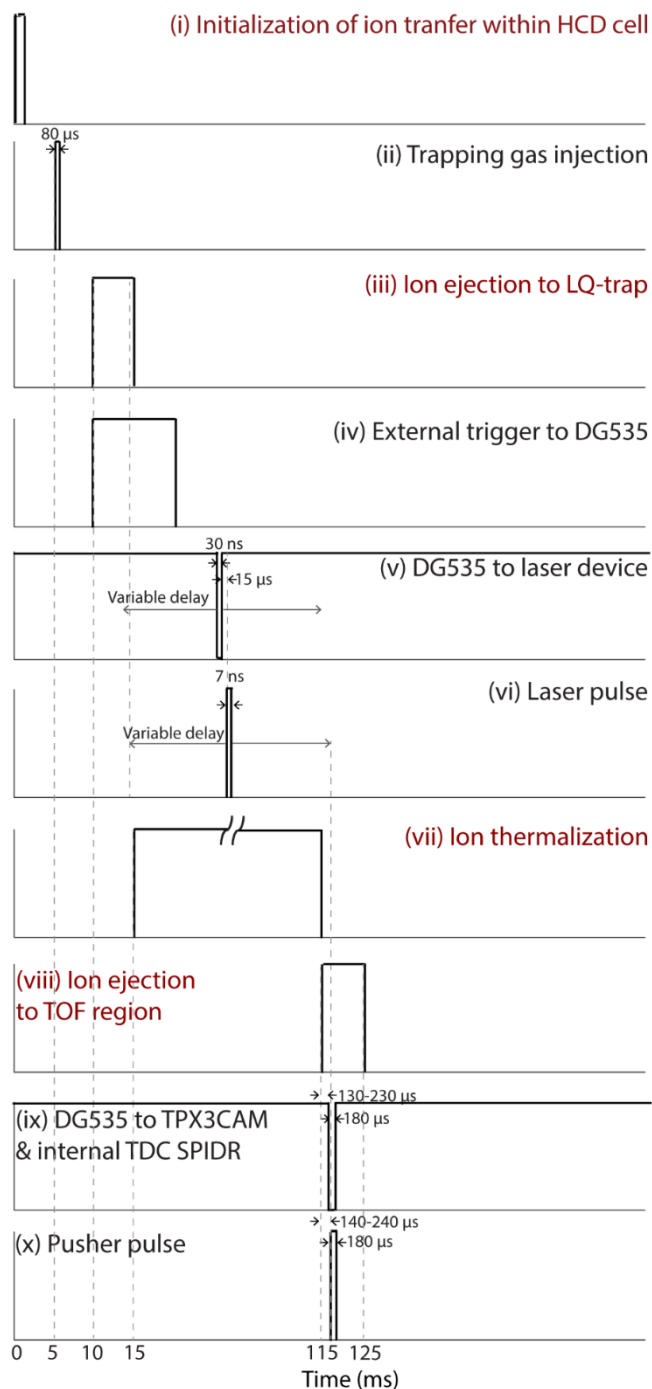 (i) Initialization of ion tranfer within HCD cell
80 μs
(ii) Trapping gas injection
(iii) Ion ejection to LQ-trap
(iv) External trigger to DG535
30 ns
(v) DG535 to laser device
15 μs
Variable delay
7 ns
(vi) Laser pulse
Variable delay
(vii) Ion thermalization
(viii) Ion ejection
to TOF region
130-230 μs
(ix) DG535 to TPX3CAM
180 μs
& internal TDC SPIDR
140-240 μs
(x) Pusher pulse
180 μs
0 5 10 15 115 125
Time (ms)